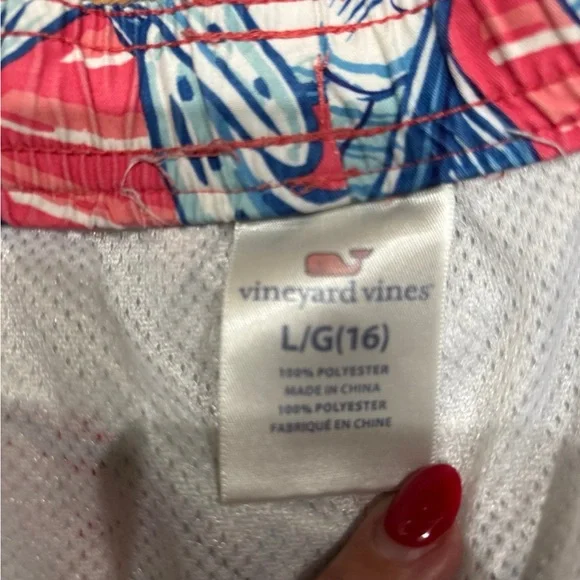 vineyard vines
L/G(16)
100% POLYESTER
MADE IN CHINA
100% POLYESTER
FABRIQUÉ EN CHINE